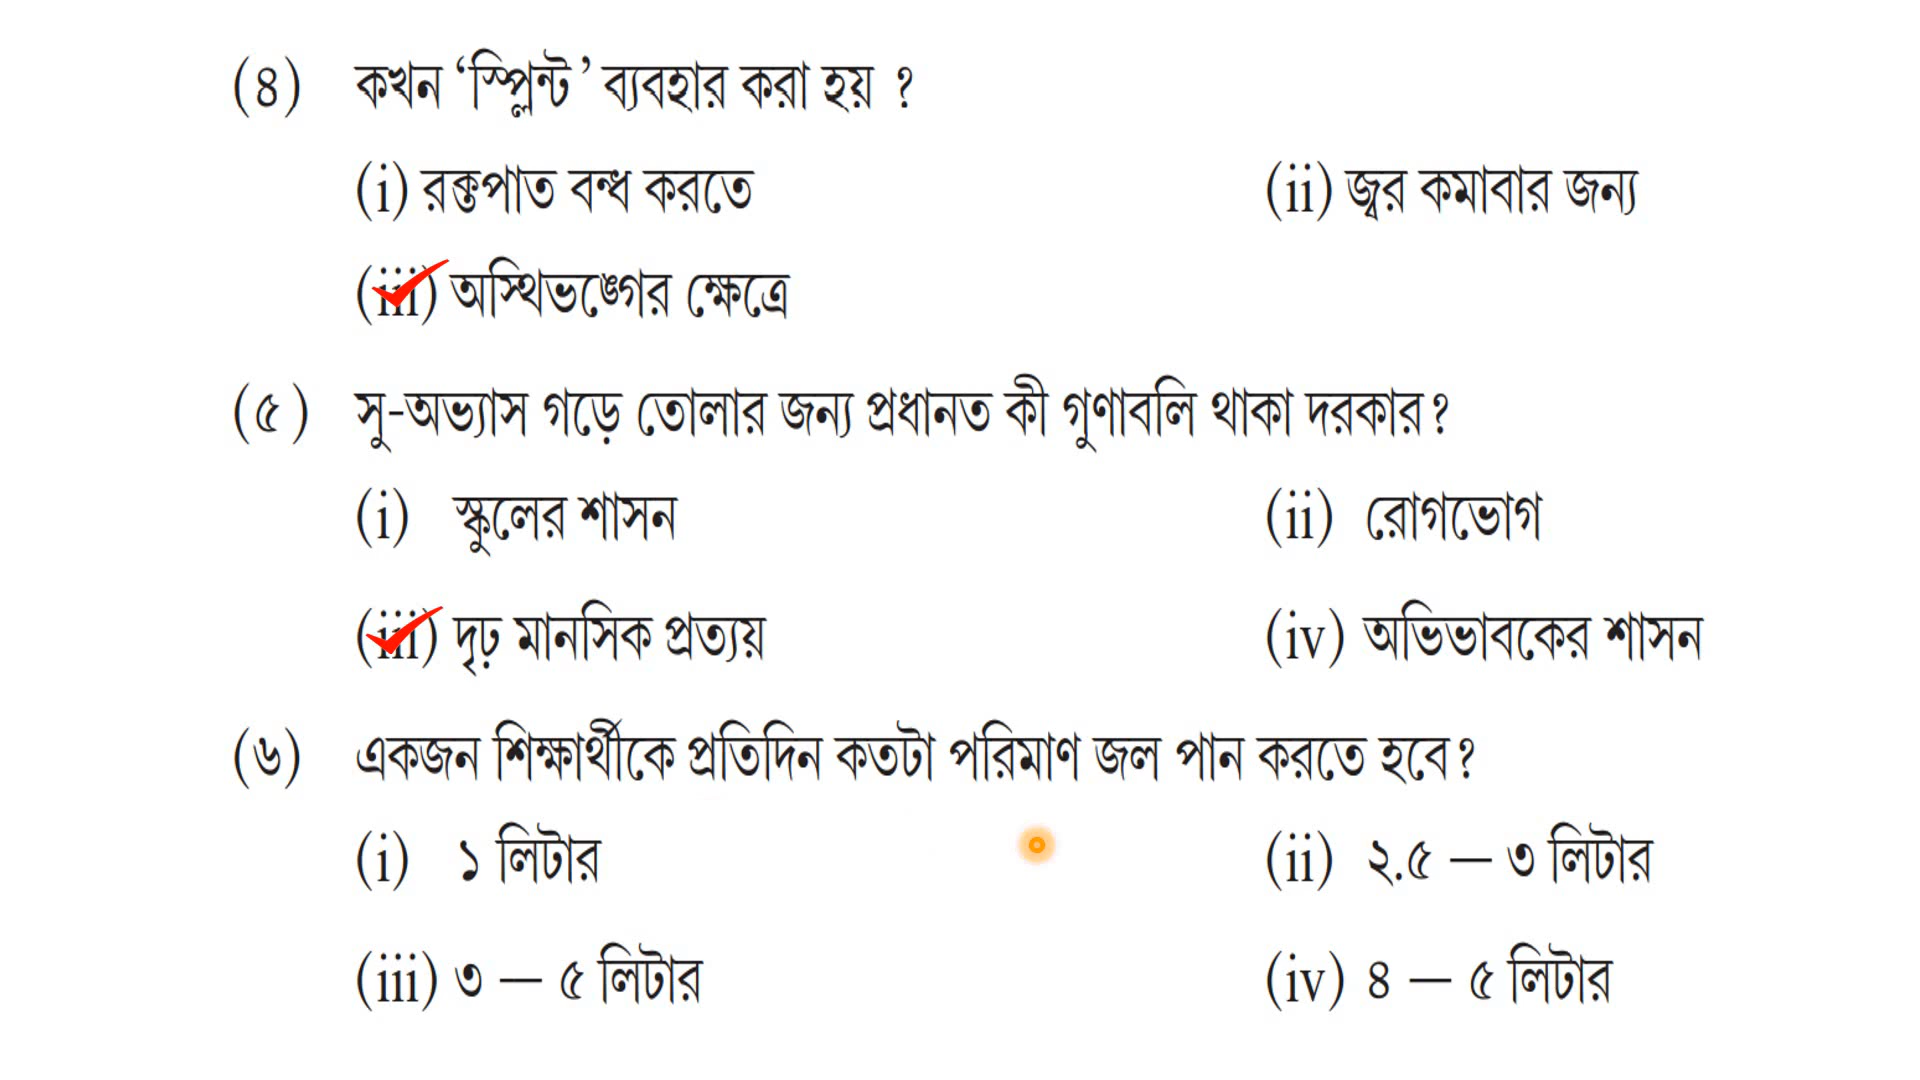 (৪) কখন ‘স্প্লিন্ট’ ব্যবহার করা হয় ?
(i) রক্তপাত বন্ধ করতে (ii) জ্বর কমাবার জন্য
(iii) অস্থিভঙ্গের ক্ষেত্রে
(৫) সু-অভ্যাস গড়ে তোলার জন্য প্রধানত কী গুণাবলি থাকা দরকার?
(i) স্কুলের শাসন (ii) রোগভোগ
(iii) দৃঢ় মানসিক প্রত্যয় (iv) অভিভাবকের শাসন
(৬) একজন শিক্ষার্থীকে প্রতিদিন কতটা পরিমাণ জল পান করতে হবে?
(i) ১ লিটার (ii) ২.৫ — ৩ লিটার
(iii) ৩ — ৫ লিটার (iv) ৪ — ৫ লিটার